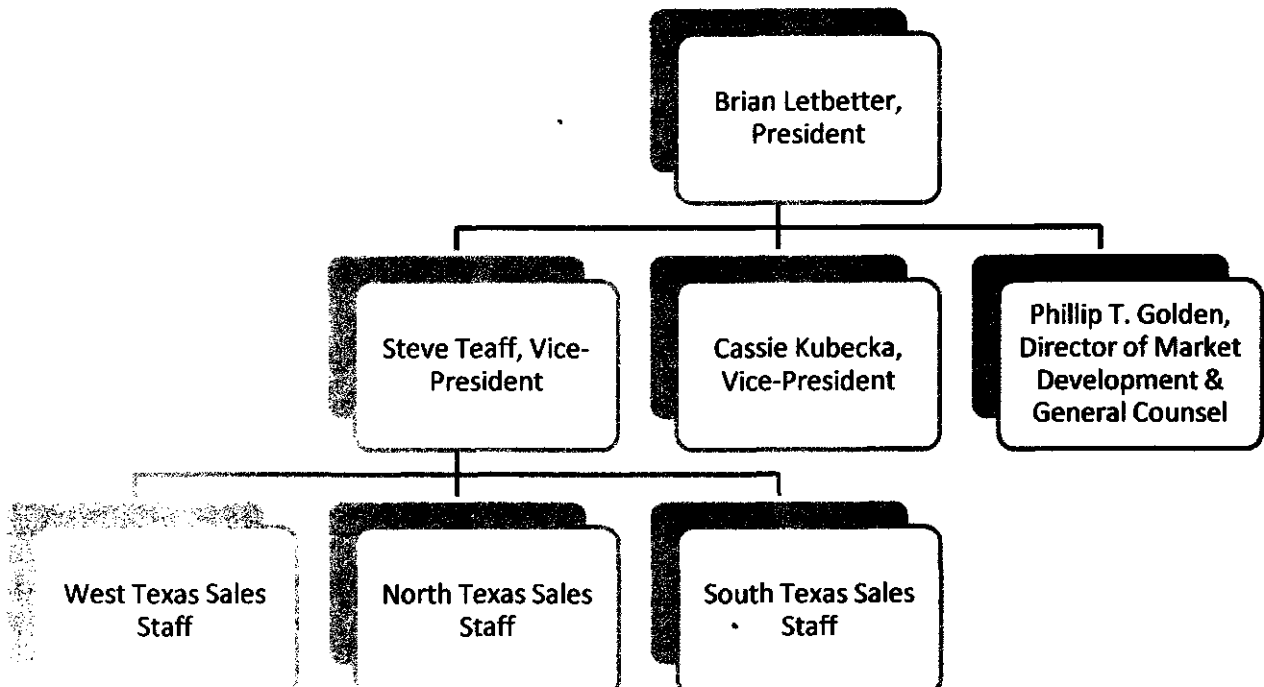 Brian Letbetter,
President
Steve Teaff, Vice-
President
Cassie Kubecka,
Vice-President
Phillip T. Golden,
Director of Market
Development &
General Counsel
West Texas Sales
Staff
North Texas Sales
Staff
South Texas Sales
Staff